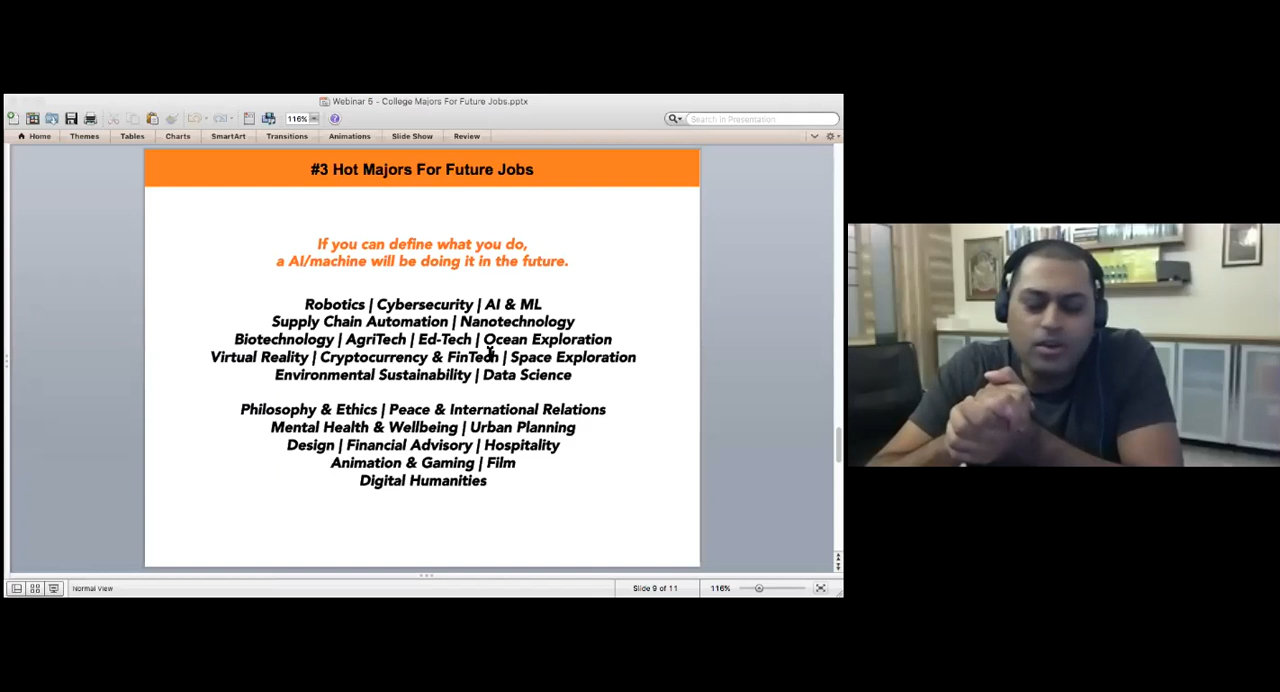 Webinar 5 - College Majors For Future Jobs.pptx
116%
Search in Presentation
Home Themes Tables Charts SmartArt Transitions Animations Slide Show Review
#3 Hot Majors For Future Jobs
If you can define what you do,
a AI/machine will be doing it in the future.
Robotics | Cybersecurity | AI & ML
Supply Chain Automation | Nanotechnology
Biotechnology | AgriTech | Ed-Tech | Ocean Exploration
Virtual Reality | Cryptocurrency & FinTech | Space Exploration
Environmental Sustainability | Data Science
Philosophy & Ethics | Peace & International Relations
Mental Health & Wellbeing | Urban Planning
Design | Financial Advisory | Hospitality
Animation & Gaming | Film
Digital Humanities
Normal View Slide 9 of 11 116%